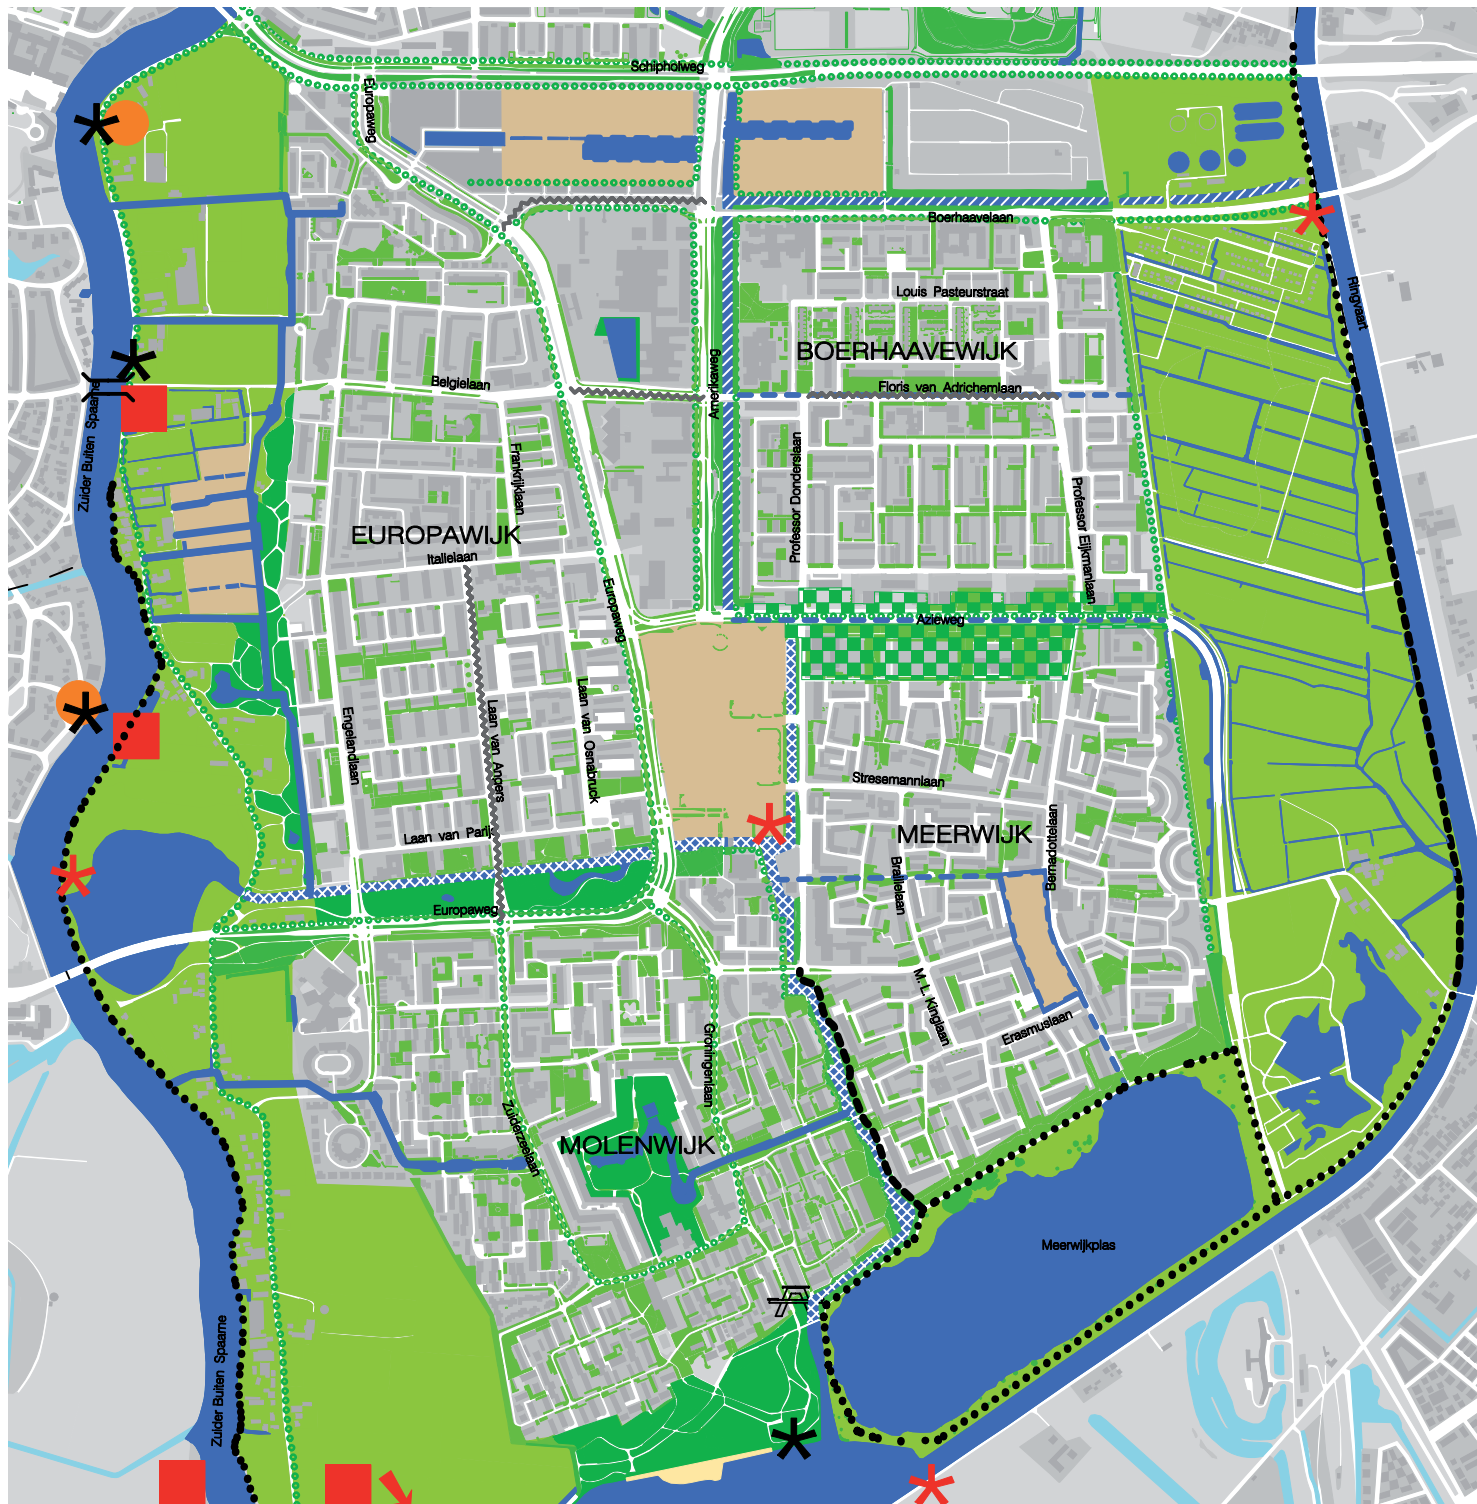 Schipholweg
Europaweg
Boerhaavelaan
Louis Pasteurstraat
Ringvaart
BOERHAAVEWIJK
Amerikaweg
Belgielaan
Floris van Adrichemlaan
Zuider Buiten Spaarne
Frankrijklaan
Professor Donderslaan
Professor Eijkmanlaan
EUROPAWIJK
Italielaan
Europaweg
Azieweg
Engelandlaan
Laan van Angers
Laan van Osnabruck
Stresemannlaan
Laan van Parijs
MEERWIJK
Bernadottelaan
Braillelaan
Europaweg
M. L. Kinglaan
Erasmuslaan
Groningenlaan
Zuiderzeelaan
MOLENWIJK
Meerwijkplas
Zuider Buiten Spaarne